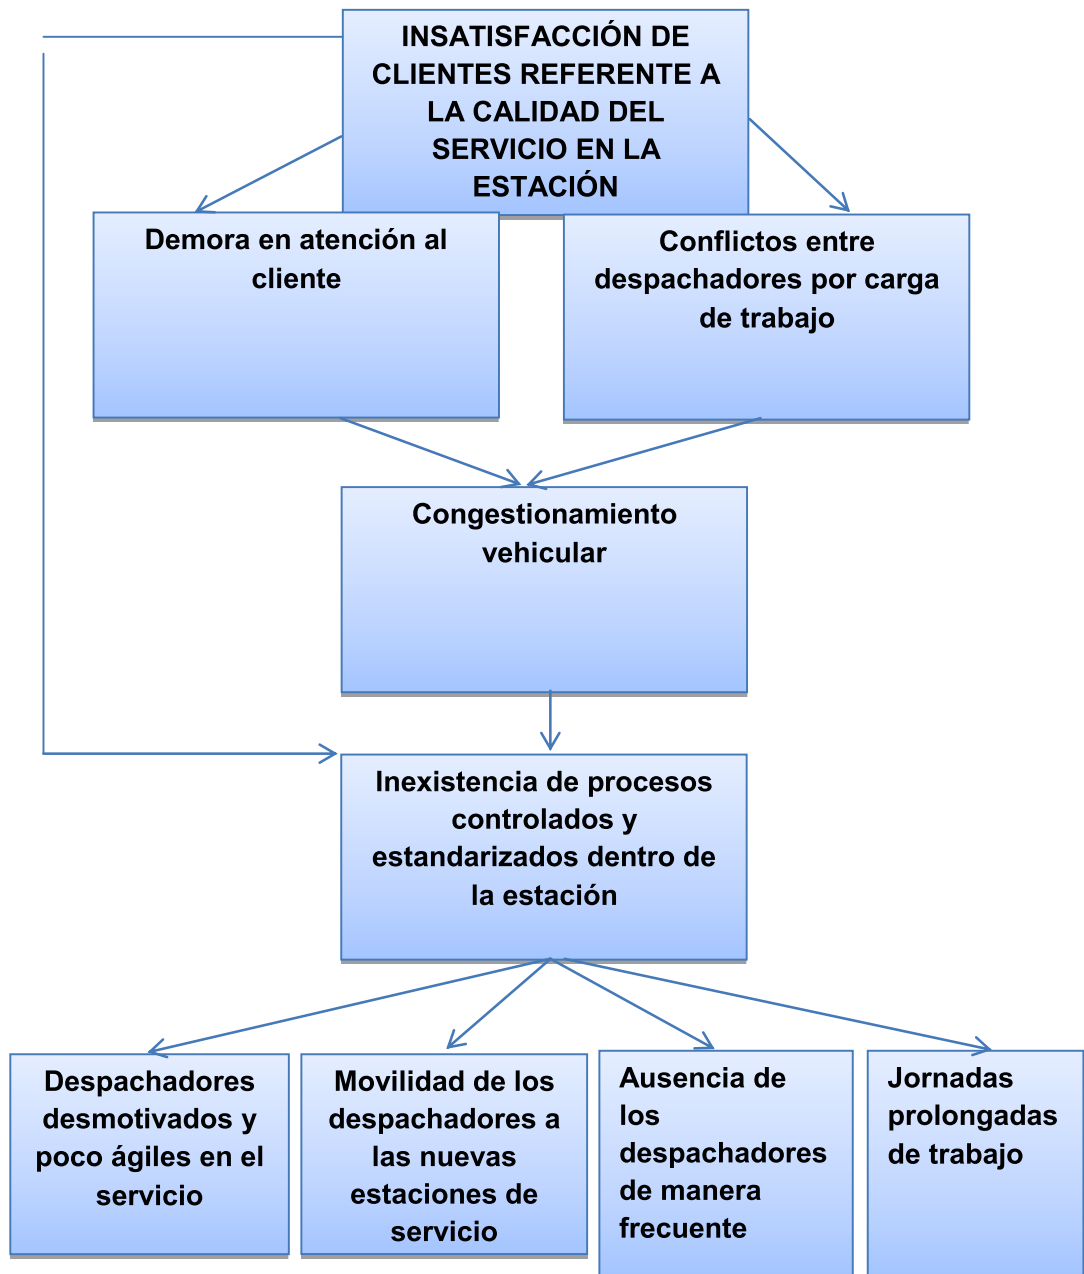 INSATISFACCIÓN DE
CLIENTES REFERENTE A
LA CALIDAD DEL
SERVICIO EN LA
ESTACIÓN
Demora en atención al
cliente
Conflictos entre
despachadores por carga
de trabajo
Congestionamiento
vehicular
Inexistencia de procesos
controlados y
estandarizados dentro de
la estación
Despachadores
desmotivados y
poco ágiles en el
servicio
Movilidad de los
despachadores a
las nuevas
estaciones de
servicio
Ausencia de
los
despachadores
de manera
frecuente
Jornadas
prolongadas
de trabajo